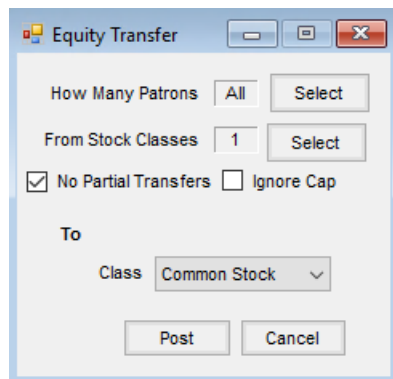 Equity Transfer
How Many Patrons All Select
From Stock Classes 1 Select
No Partial Transfers Ignore Cap
To
Class Common Stock
Post Cancel